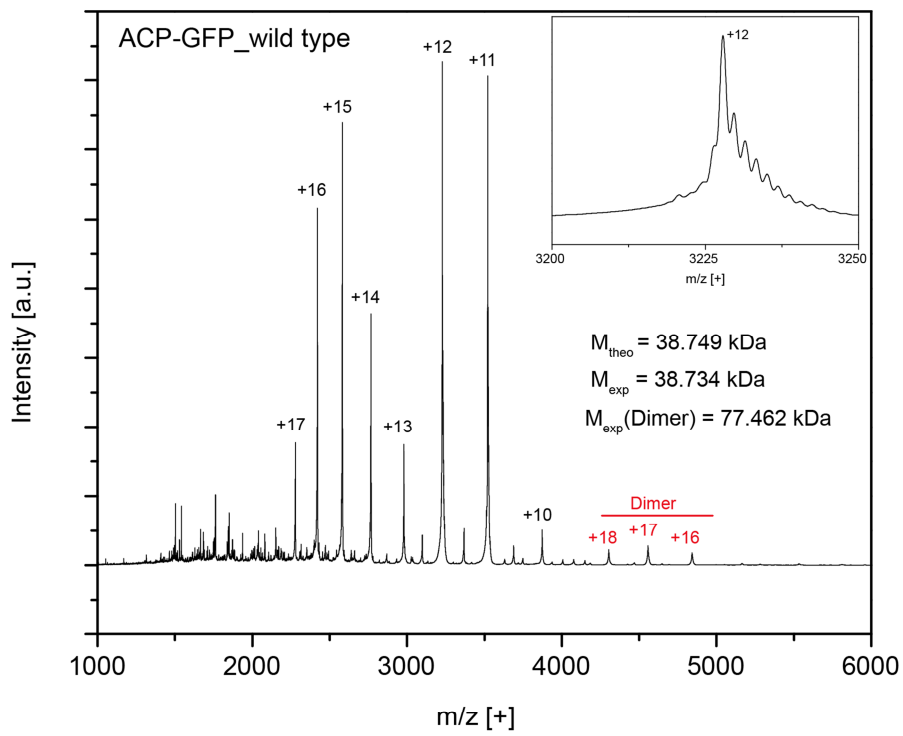 ACP-GFP_wild type
+12
+11
+15
+16
+14
+17
+13
+10
Dimer
+18
+17
+16
+12
3200
3225
3250
m/z [+]
Mtheo = 38.749 kDa
Mexp = 38.734 kDa
Mexp(Dimer) = 77.462 kDa
Intensity [a.u.]
1000
2000
3000
4000
5000
6000
m/z [+]